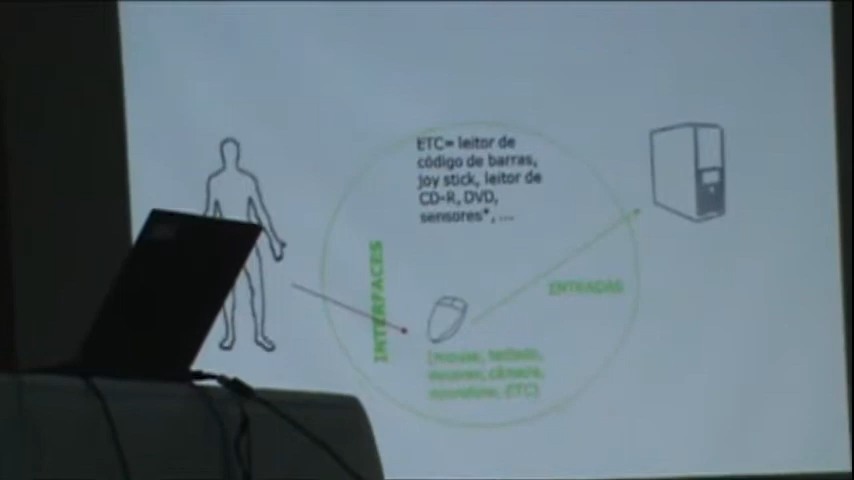 ETC= leitor de
código de barras,
joy stick, leitor de
CD-R, DVD,
sensores*, ...
INTERFACES
ENTRADAS
(mouse, teclado,
scanner, câmera,
microfone, ETC)